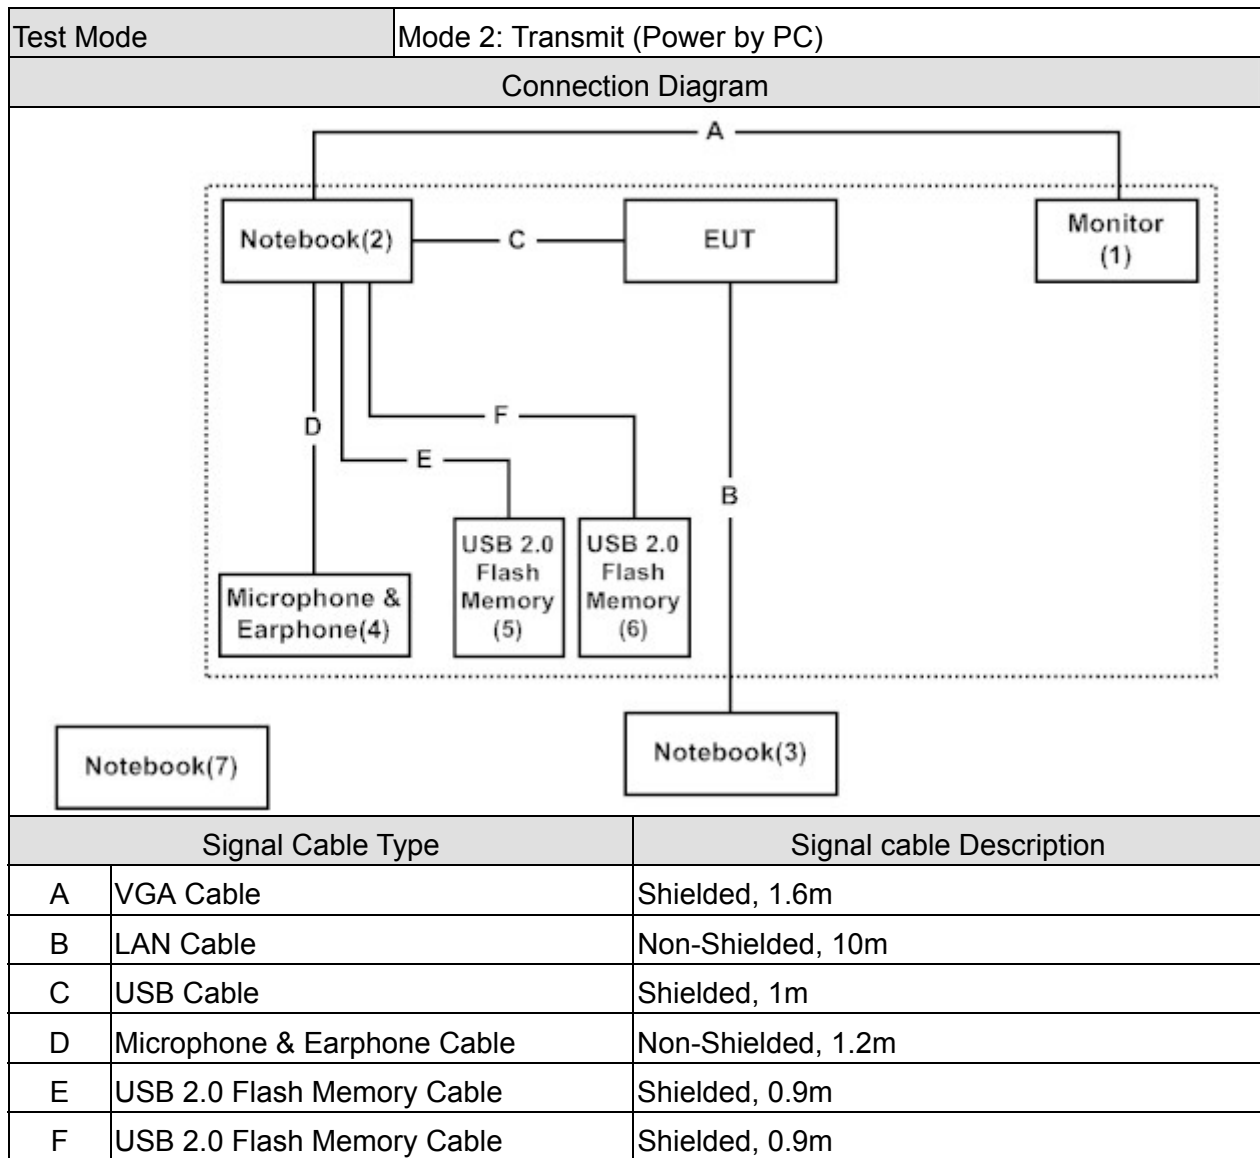 Test Mode Mode 2: Transmit (Power by PC)
Connection Diagram
A
Notebook(2) C EUT Monitor
(1)
D
F
E
B
USB 2.0 USB 2.0
Flash Flash
Memory Memory
(5) (6)
Microphone &
Earphone(4)
Notebook(7)
Notebook(3)
Signal Cable Type Signal cable Description
A VGA Cable Shielded, 1.6m
B LAN Cable Non-Shielded, 10m
C USB Cable Shielded, 1m
D Microphone & Earphone Cable Non-Shielded, 1.2m
E USB 2.0 Flash Memory Cable Shielded, 0.9m
F USB 2.0 Flash Memory Cable Shielded, 0.9m